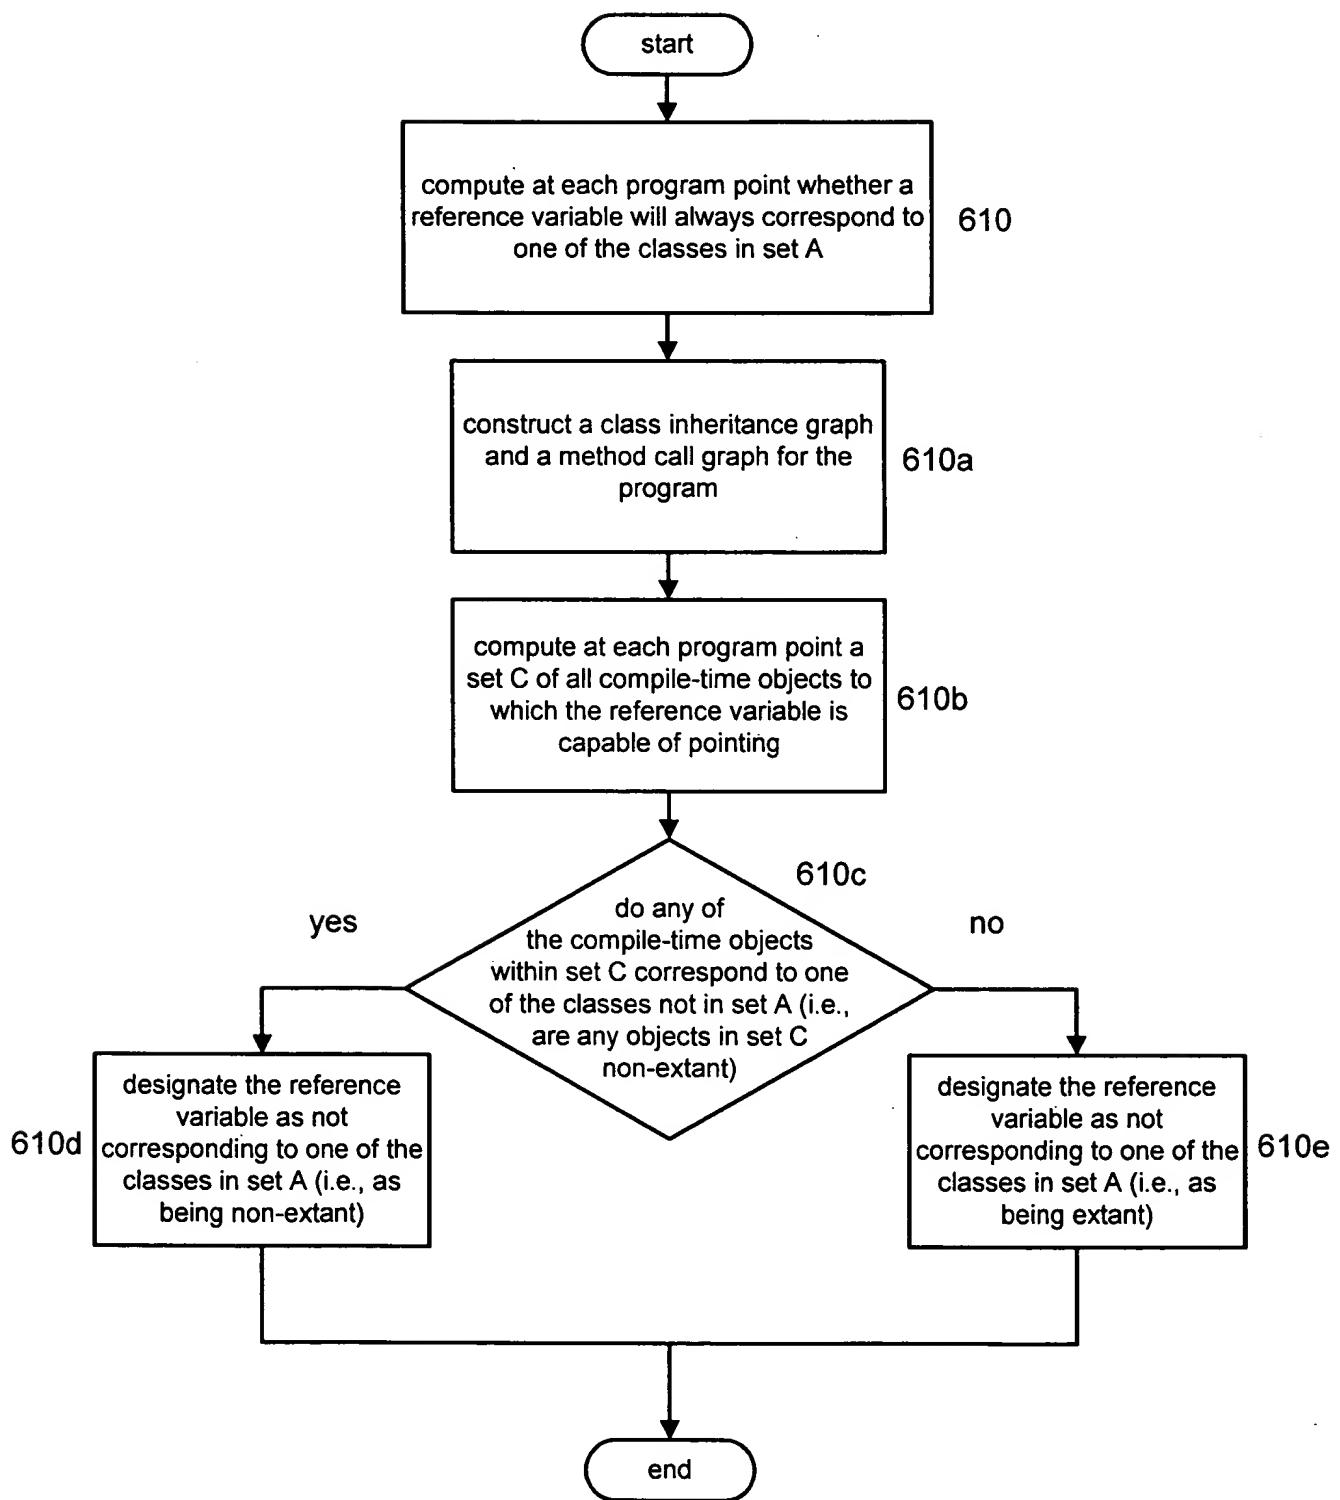 start
compute at each program point whether a
reference variable will always correspond to
one of the classes in set A
610
construct a class inheritance graph
and a method call graph for the
program
610a
compute at each program point a
set C of all compile-time objects to
which the reference variable is
capable of pointing
610b
610c
yes
no
do any of
the compile-time objects
within set C correspond to one
of the classes not in set A (i.e.,
are any objects in set C
non-extant)
designate the reference
variable as not
corresponding to one of the
classes in set A (i.e., as
being non-extant)
610d
designate the reference
variable as not
corresponding to one of the
classes in set A (i.e., as
being extant)
610e
end